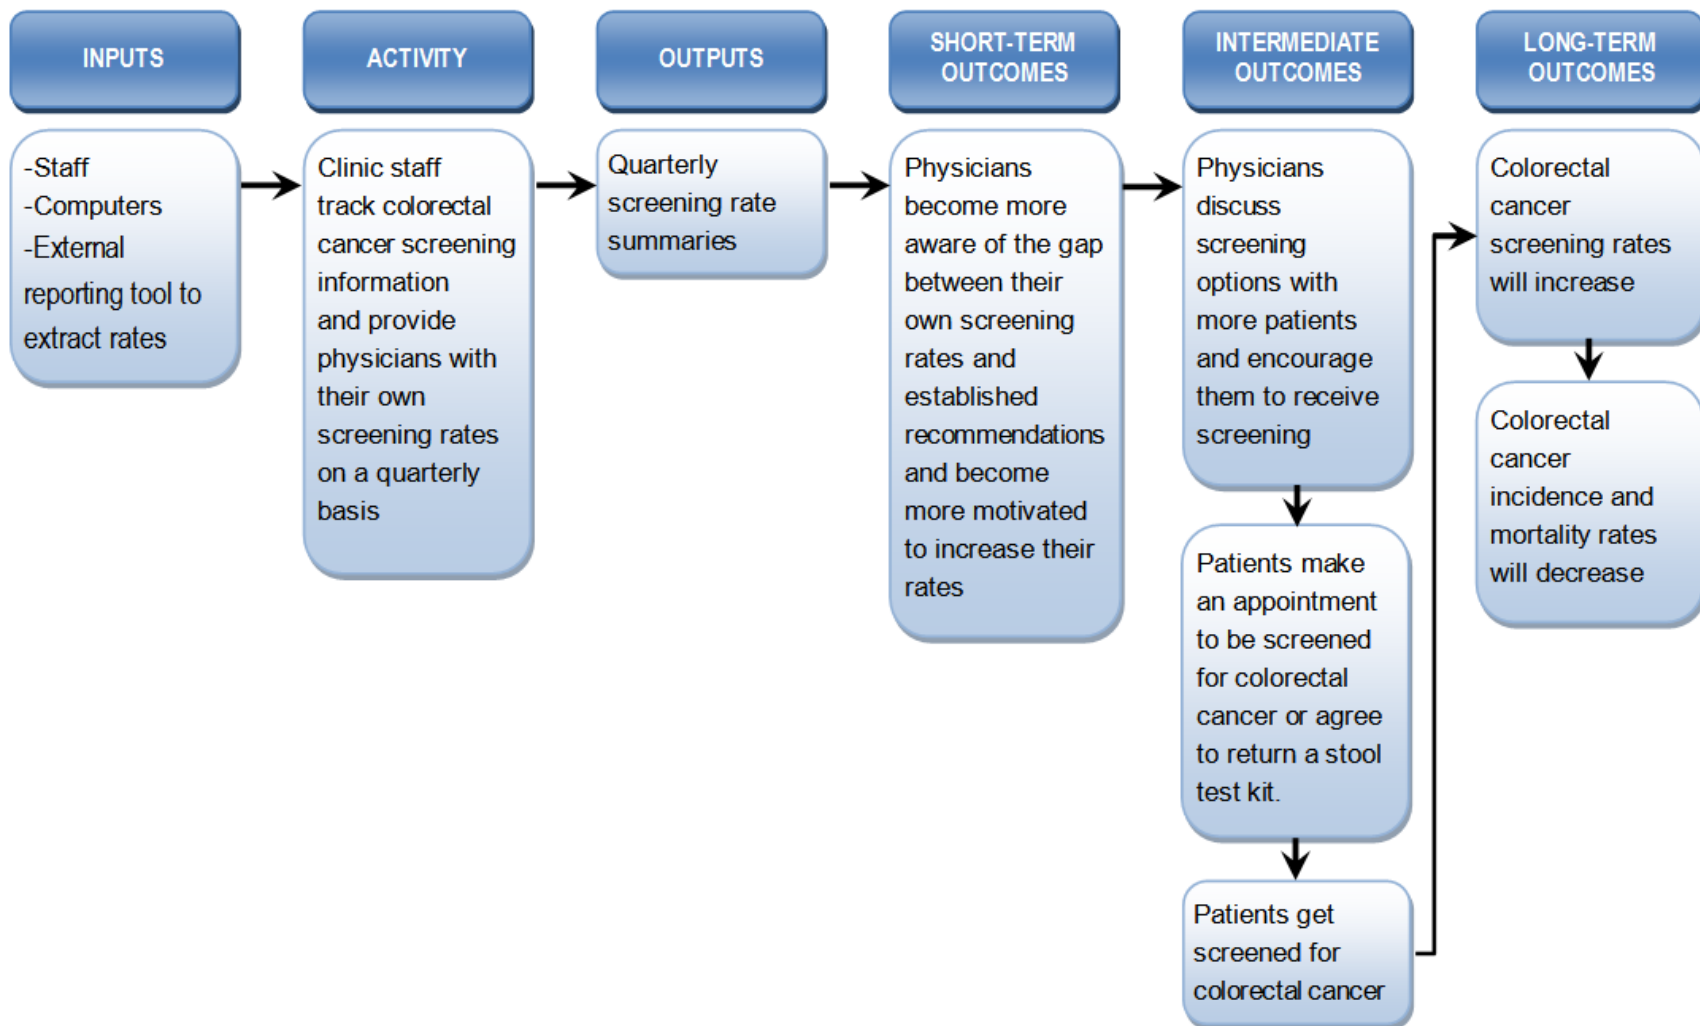 INPUTS
-Staff
-Computers
-External
reporting tool to
extract rates
ACTIVITY
Clinic staff
track colorectal
cancer screening
information
and provide
physicians with
their own
screening rates
on a quarterly
basis
OUTPUTS
Quarterly
screening rate
summaries
SHORT-TERM
OUTCOMES
Physicians
become more
aware of the gap
between their
own screening
rates and
established
recommendations
and become
more motivated
to increase their
rates
INTERMEDIATE
OUTCOMES
Physicians
discuss
screening
options with
more patients
and encourage
them to receive
screening
Patients make
an appointment
to be screened
for colorectal
cancer or agree
to return a stool
test kit.
Patients get
screened for
colorectal cancer
LONG-TERM
OUTCOMES
Colorectal
cancer
screening rates
will increase
Colorectal
cancer
incidence and
mortality rates
will decrease